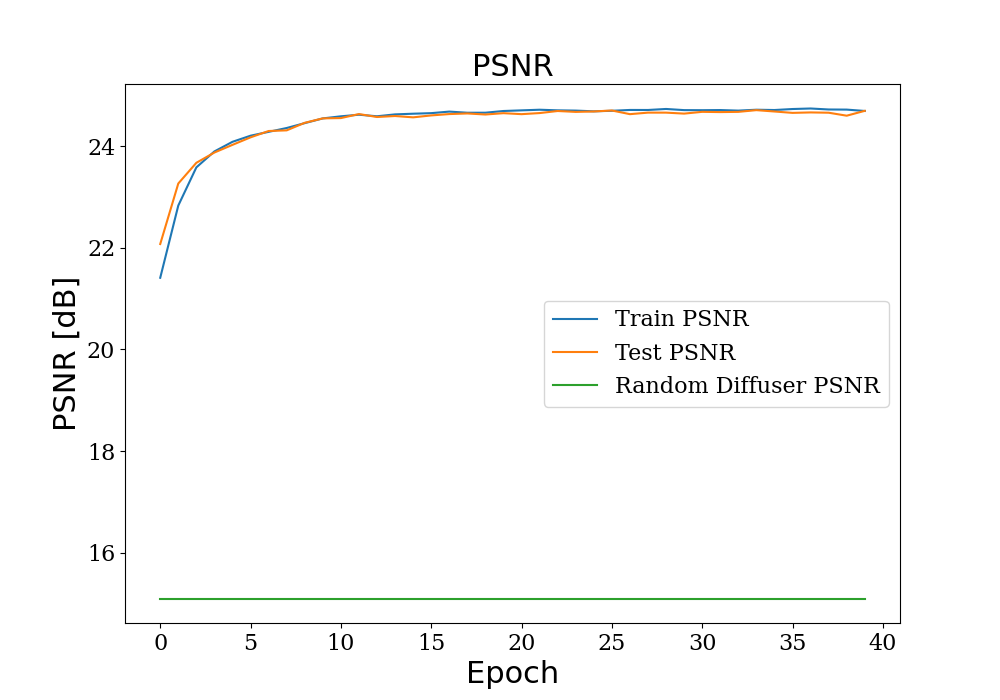 PSNR
PSNR [dB]
24
22
20
18
16
Train PSNR
Test PSNR
Random Diffuser PSNR
0 5 10 15 20 25 30 35 40
Epoch